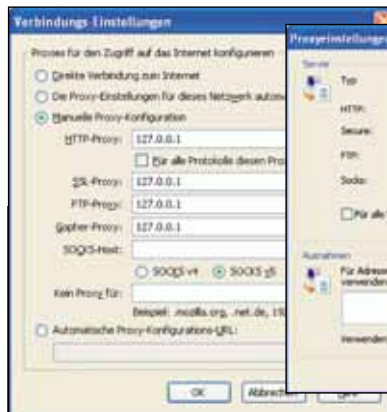 Verbindungs-Einstellungen
Proxies für den Zugriff auf das Internet konfigurieren
Direkte Verbindung zum Internet
Die Proxy-Einstellungen für dieses Netzwerk autom
Manuelle Proxy-Konfiguration
HTTP-Proxy: 127.0.0.1
Für alle Protokolle diesen Pro
SSL-Proxy: 127.0.0.1
FTP-Proxy: 127.0.0.1
Gopher-Proxy: 127.0.0.1
SOCKS-Host:
SOCKS v4 SOCKS v5
Kein Proxy für:
Beispiel: .mozilla.org, .net.de, 192
Automatische Proxy-Konfigurations-URL:
OK Abbrechen
Proxyeinstellungen
Server
Typ
HTTP:
Secure:
FTP:
Socks:
Für alle
Ausnahmen
Für Adresse
verwenden
Verwenden